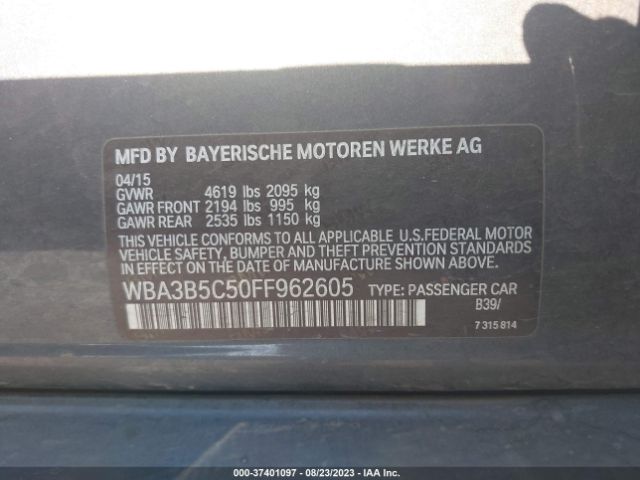 MFD BY BAYERISCHE MOTOREN WERKE AG
04/15
GVWR 4619 lbs 2095 kg
GAWR FRONT 2194 lbs 995 kg
GAWR REAR 2535 lbs 1150 kg
THIS VEHICLE CONFORMS TO ALL APPLICABLE U.S.FEDERAL MOTOR
VEHICLE SAFETY, BUMPER AND THEFT PREVENTION STANDARDS
IN EFFECT ON THE DATE OF MANUFACTURE SHOWN ABOVE.
WBA3B5C50FF962605 TYPE: PASSENGER CAR
B39/
7 315 814
000-37401097 - 08/23/2023 - IAA Inc.